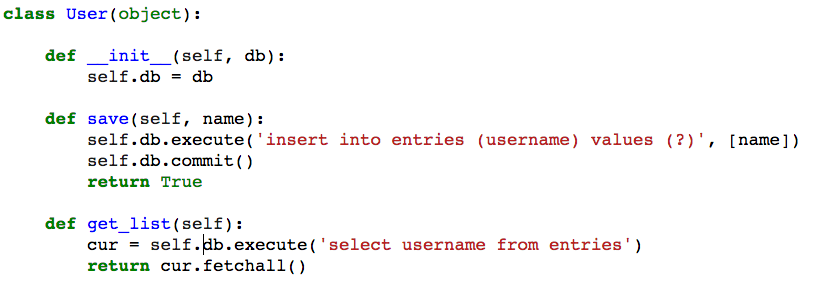 class User(object):
    def __init__(self, db):
        self.db = db
    def save(self, name):
        self.db.execute('insert into entries (username) values (?)', [name])
        self.db.commit()
        return True
    def get_list(self):
        cur = self.db.execute('select username from entries')
        return cur.fetchall()